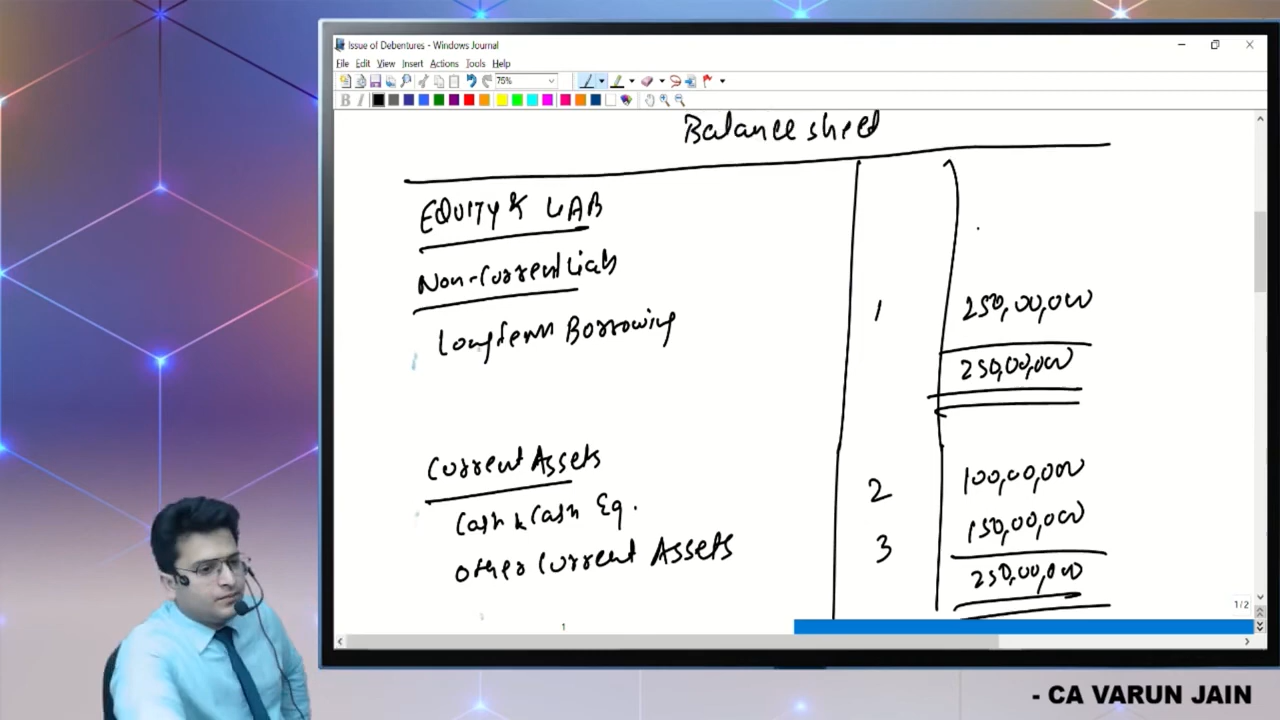 Issue of Debentures - Windows Journal
File Edit View Insert Actions Tools Help
75%
B I
Balance sheet
EQUITY & LIAB
Non-Current Liab
Long term Borrowing 1 250,00,000
250,00,000
Current Assets
Cash & Cash Eq. 2 100,00,000
Other Current Assets 3 150,00,000
250,00,000
1
1/2
- CA VARUN JAIN